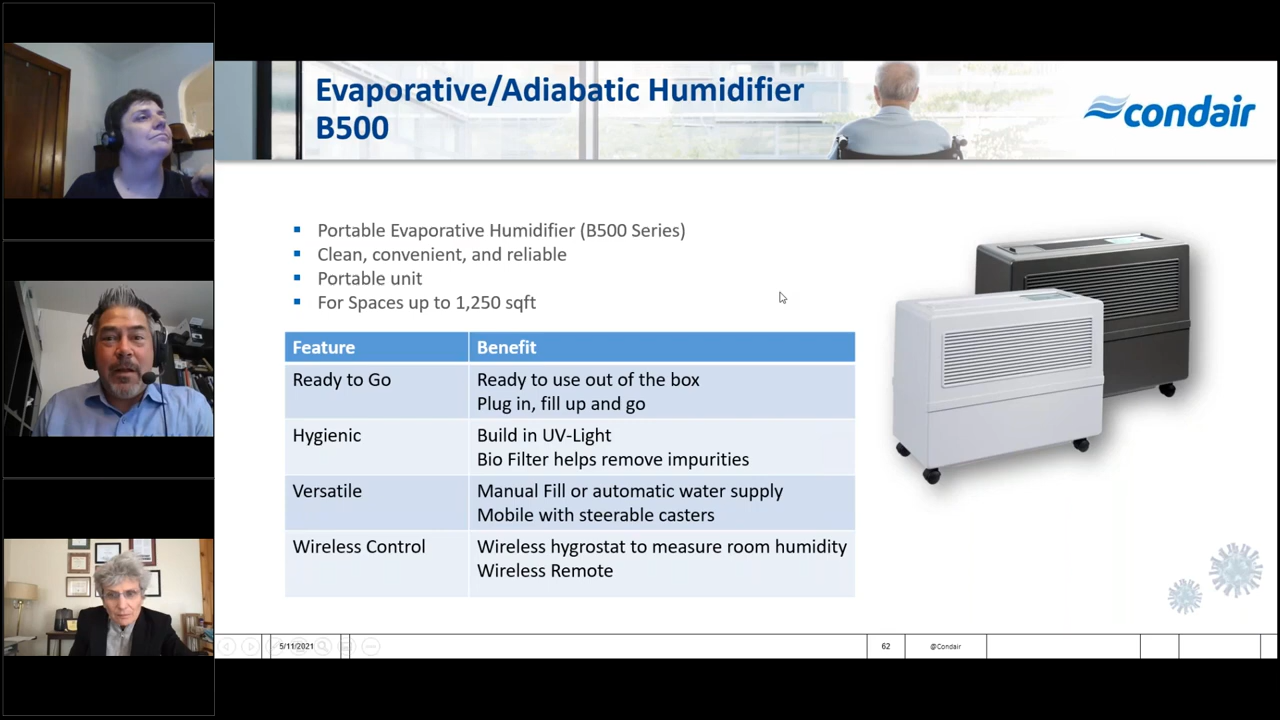 Evaporative/Adiabatic Humidifier
B500
condair
Portable Evaporative Humidifier (B500 Series)
Clean, convenient, and reliable
Portable unit
For Spaces up to 1,250 sqft
Feature Benefit
Ready to Go Ready to use out of the box
Plug in, fill up and go
Hygienic Build in UV-Light
Bio Filter helps remove impurities
Versatile Manual Fill or automatic water supply
Mobile with steerable casters
Wireless Control Wireless hygrostat to measure room humidity
Wireless Remote
5/11/2021 62 @Condair